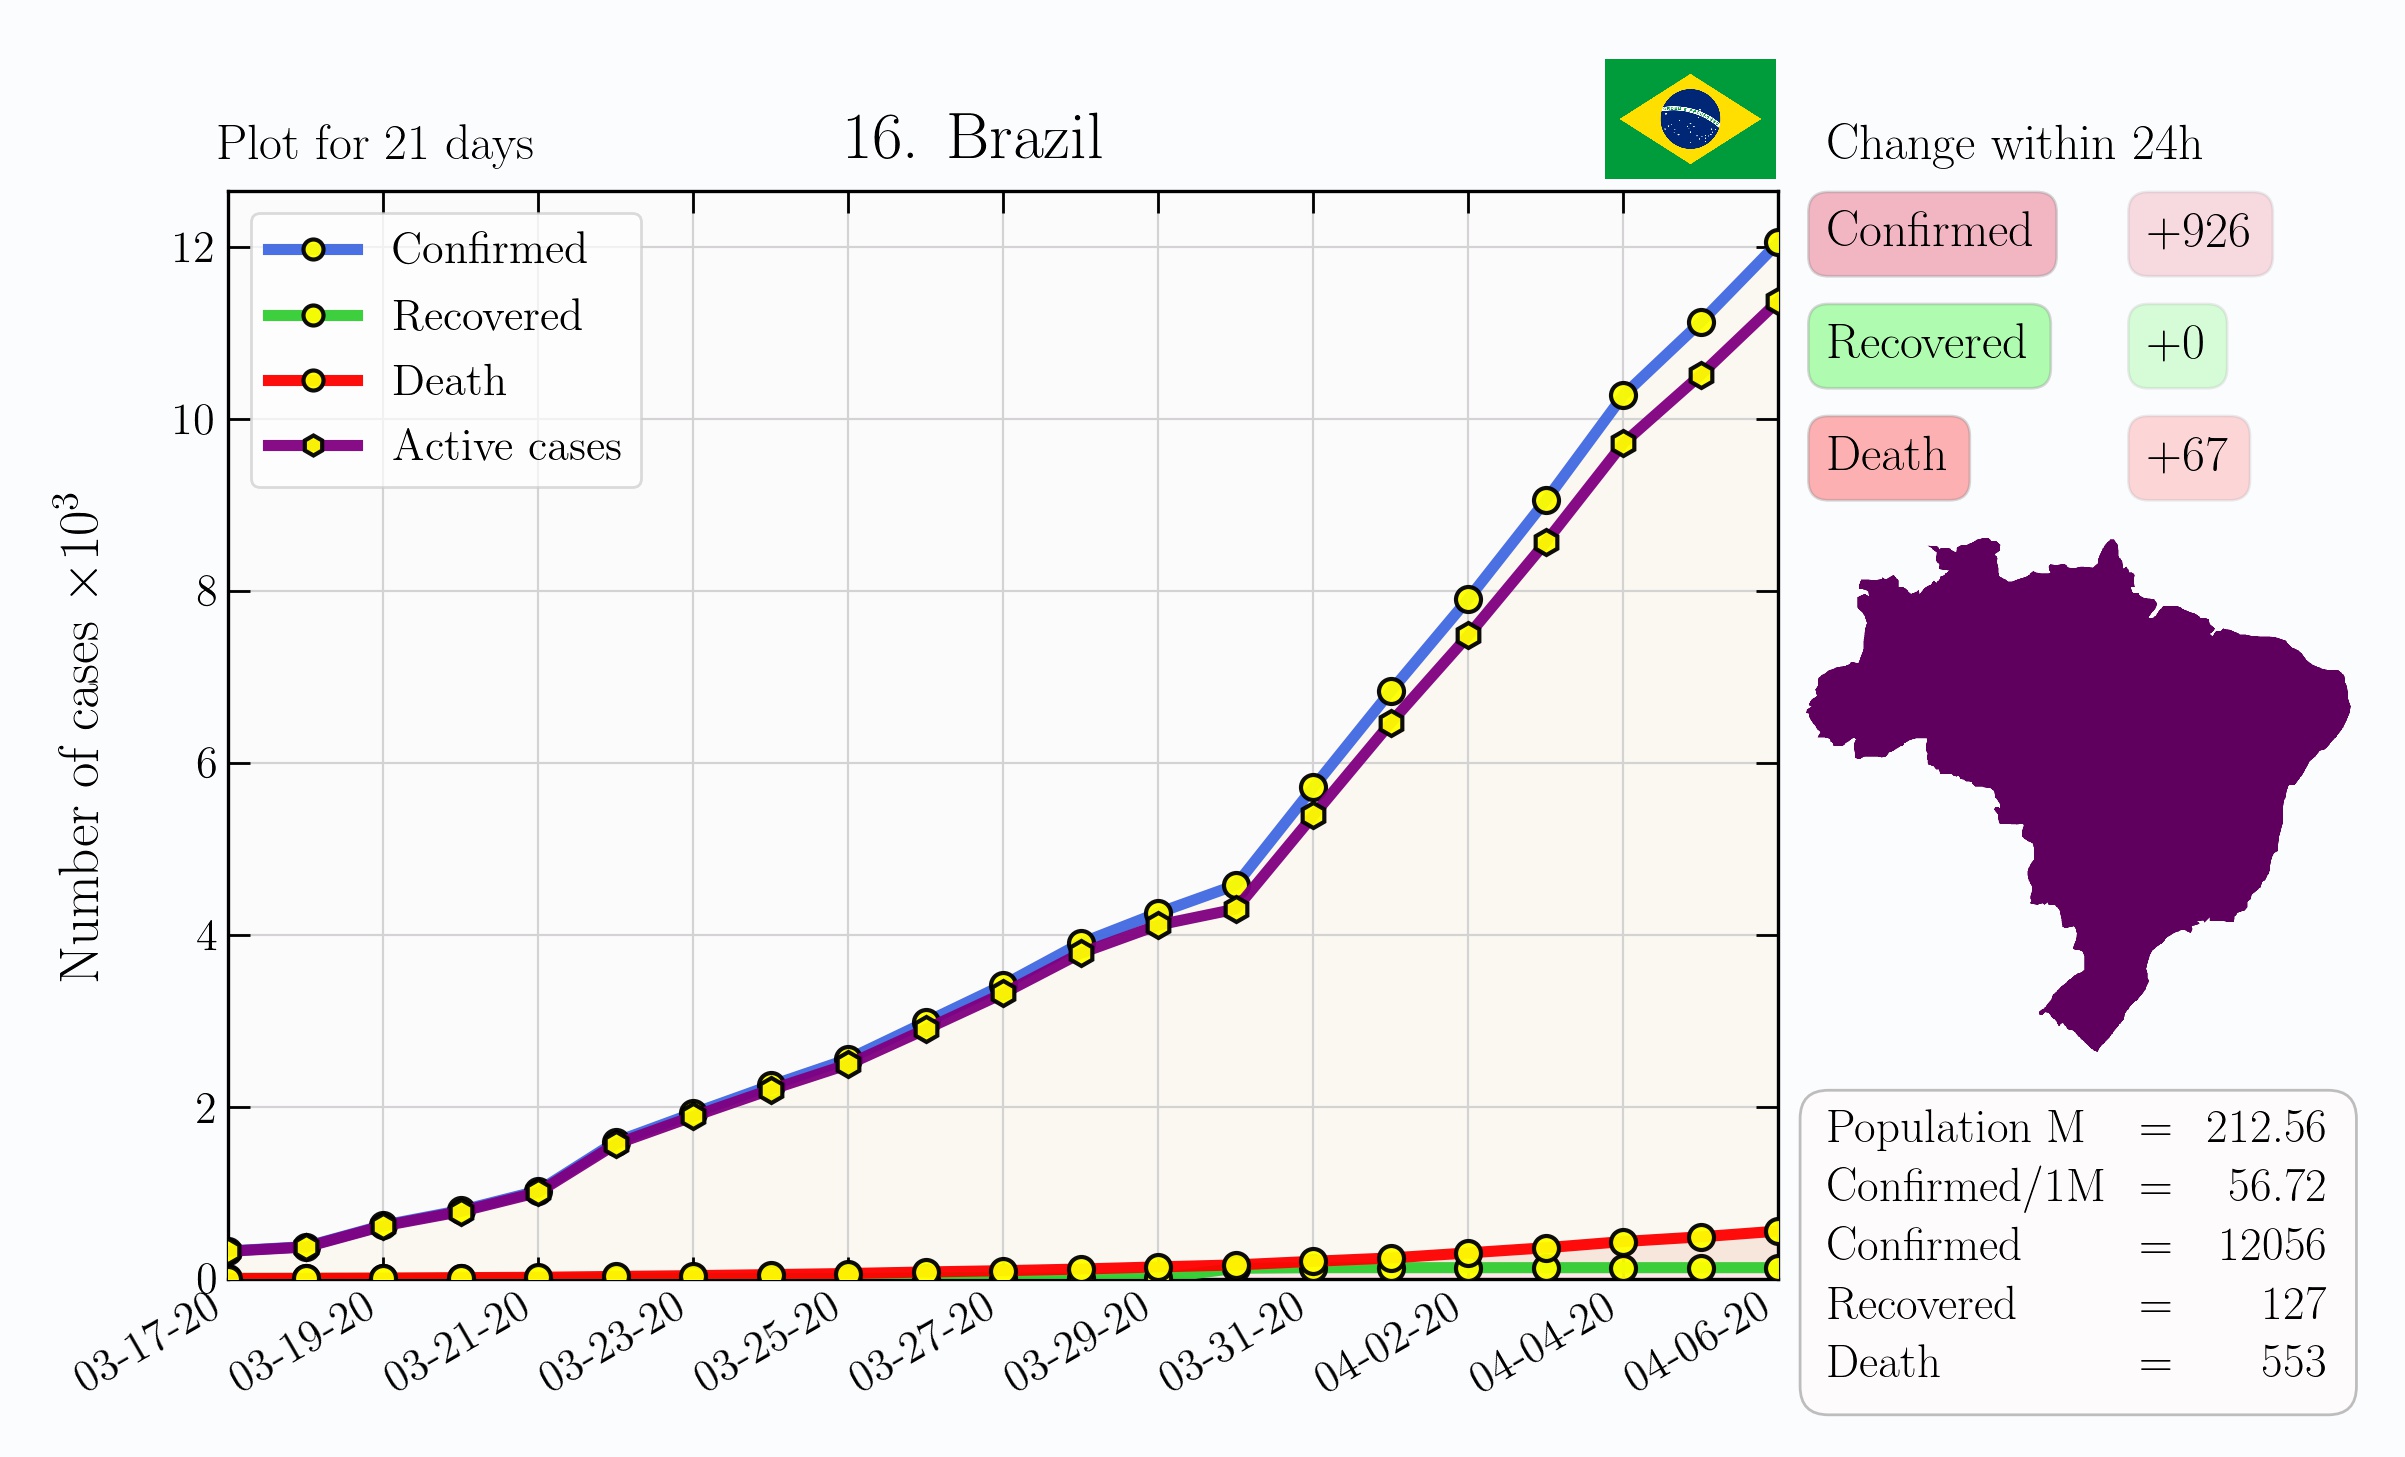 Plot for 21 days
16. Brazil
Change within 24h
Confirmed +926
Recovered +0
Death +67
Confirmed
Recovered
Death
Active cases
Number of cases ×10³
12
10
8
6
4
2
0
03-17-20
03-19-20
03-21-20
03-23-20
03-25-20
03-27-20
03-29-20
03-31-20
04-02-20
04-04-20
04-06-20
Population M = 212.56
Confirmed/1M = 56.72
Confirmed = 12056
Recovered = 127
Death = 553